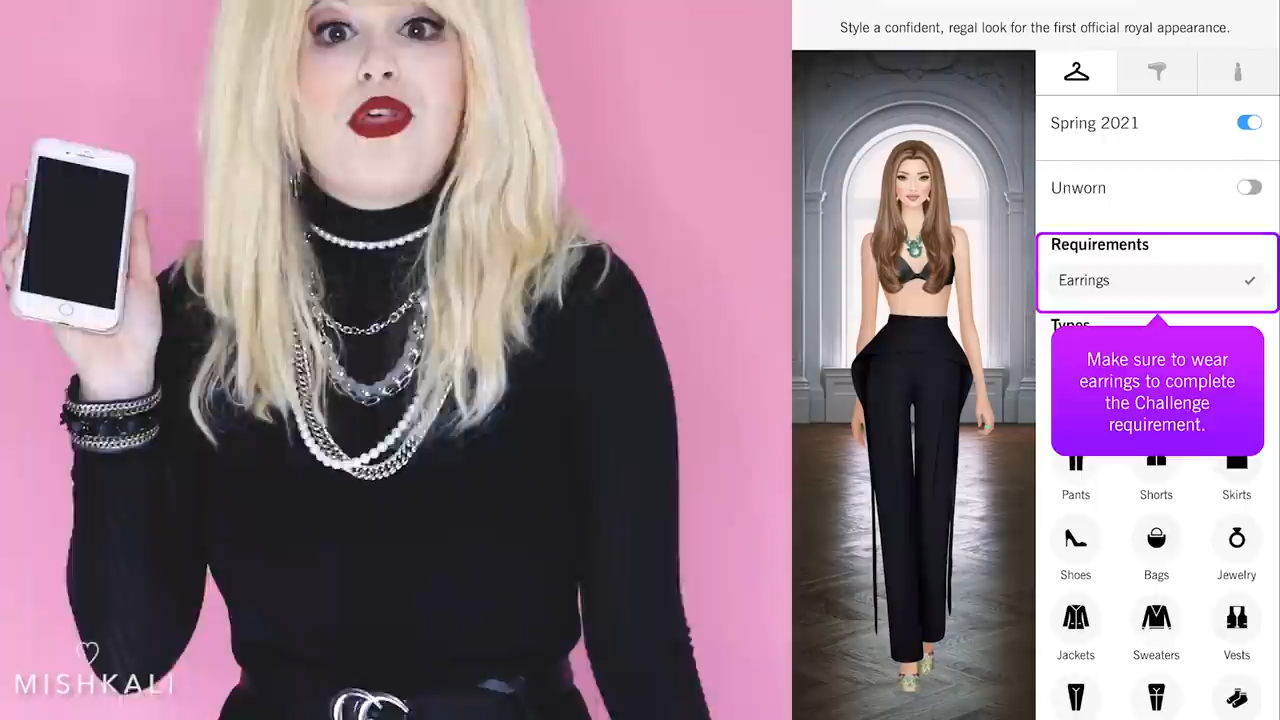 Style a confident, regal look for the first official royal appearance.
Spring 2021
Unworn
Requirements
Earrings
Types
Make sure to wear
earrings to complete
the Challenge
requirement.
Pants
Shorts
Skirts
Shoes
Bags
Jewelry
Jackets
Sweaters
Vests
MISHKALI